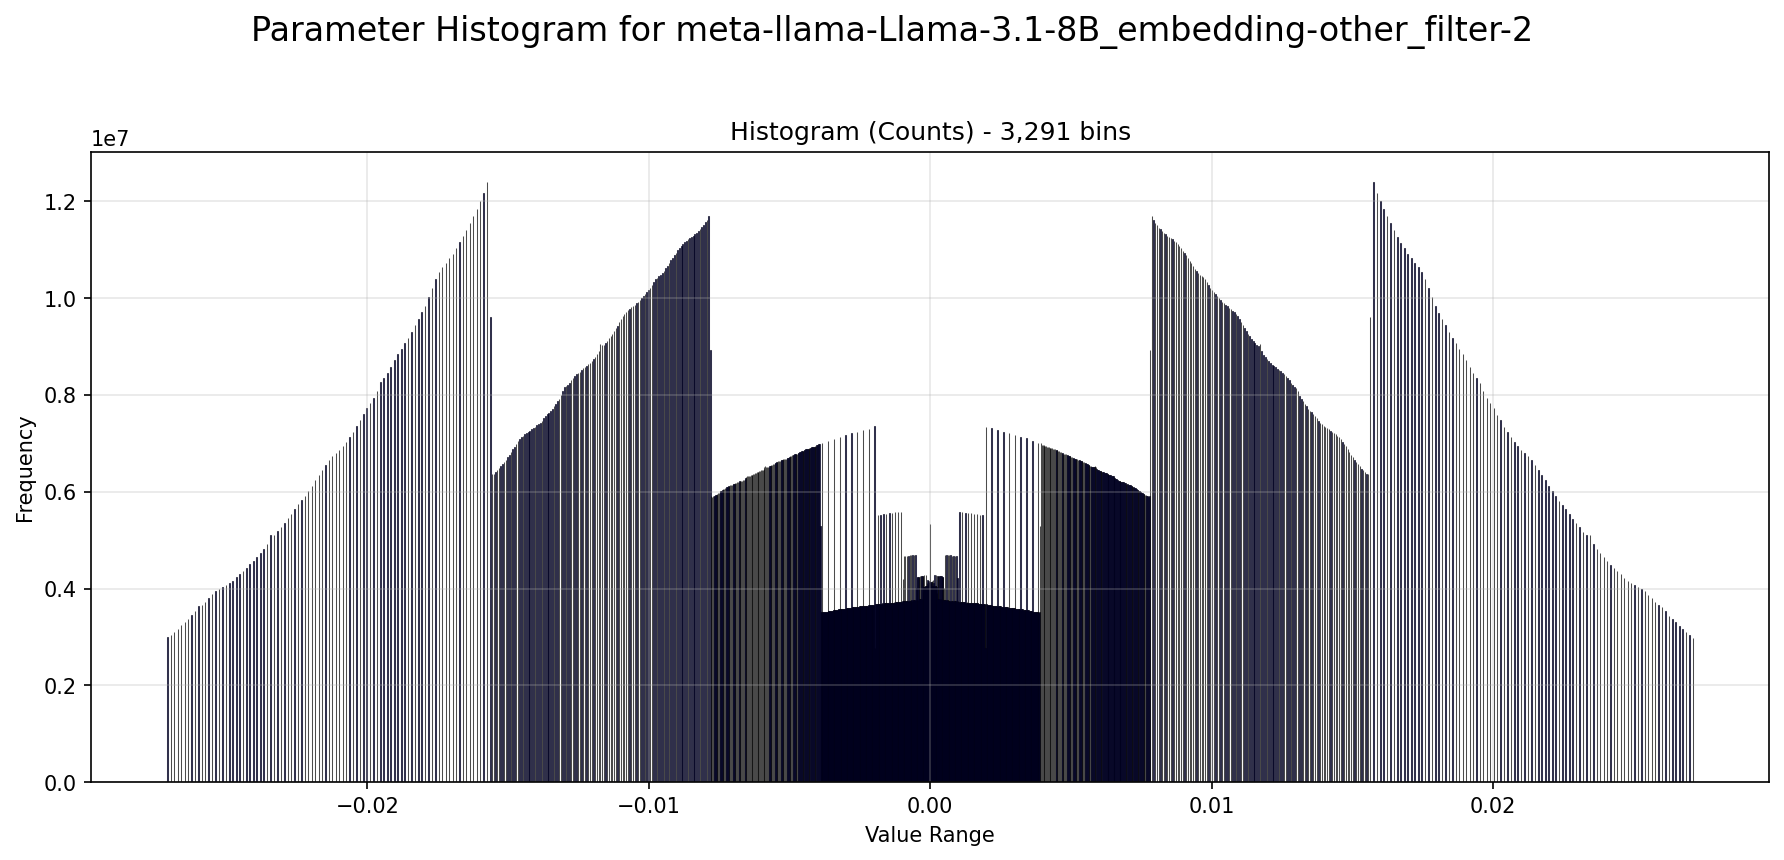 Parameter Histogram for meta-llama-Llama-3.1-8B_embedding-other_filter-2
Histogram (Counts) - 3,291 bins
1e7
1.2
1.0
0.8
0.6
0.4
0.2
0.0
Frequency
−0.02
−0.01
0.00
0.01
0.02
Value Range